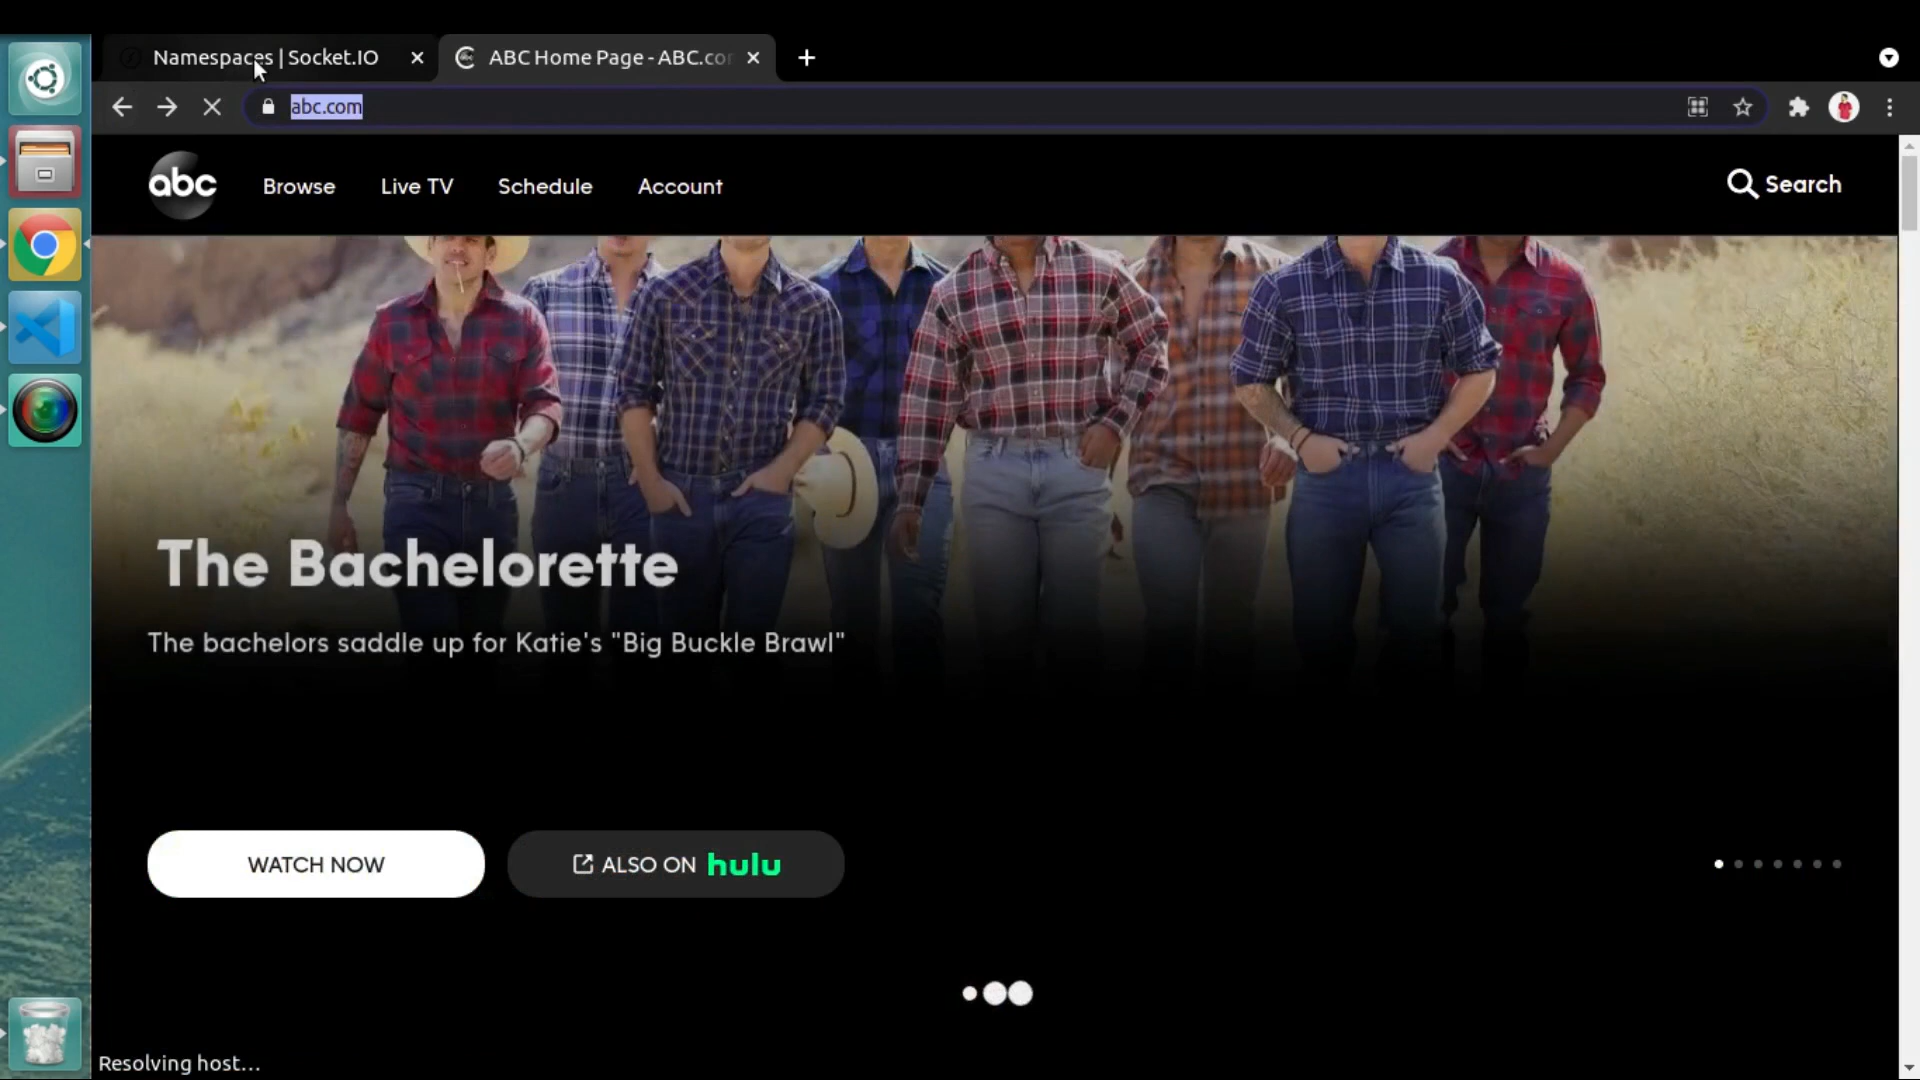 Namespaces | Socket.IO
ABC Home Page - ABC.cor
abc.com
abc
Browse
Live TV
Schedule
Account
Search
The Bachelorette
The bachelors saddle up for Katie's "Big Buckle Brawl"
WATCH NOW
ALSO ON hulu
Resolving host...